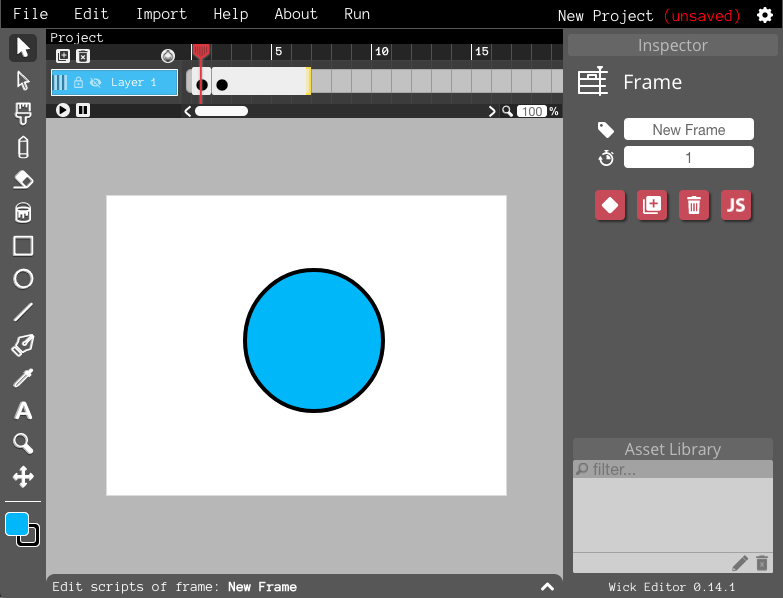 File Edit Import Help About Run New Project (unsaved)
Project
Inspector
5 10 15
Layer 1
Frame
100 %
New Frame
1
JS
A
Asset Library
filter...
Edit scripts of frame: New Frame
Wick Editor 0.14.1